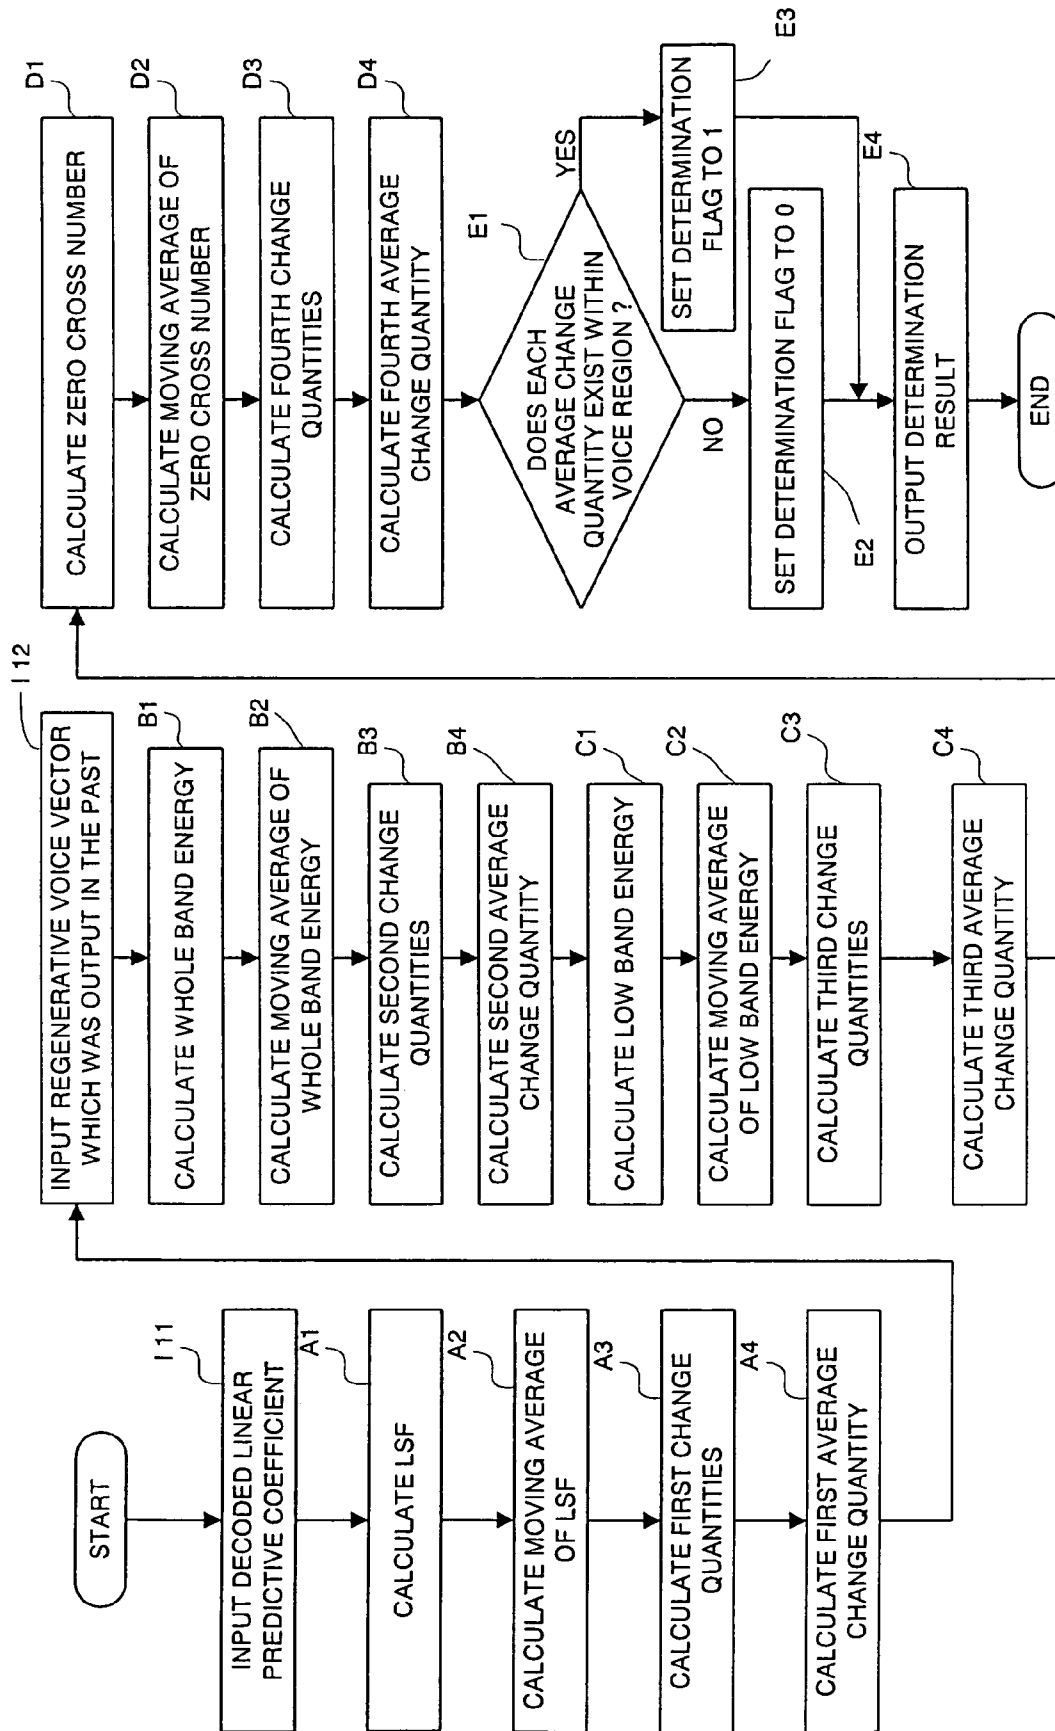 START
INPUT DECODED LINEAR
PREDICTIVE COEFFICIENT
I 11
CALCULATE LSF
A1
CALCULATE MOVING AVERAGE
OF LSF
A2
CALCULATE FIRST CHANGE
QUANTITIES
A3
CALCULATE FIRST AVERAGE
CHANGE QUANTITY
A4
INPUT REGENERATIVE VOICE VECTOR
WHICH WAS OUTPUT IN THE PAST
I 12
CALCULATE WHOLE BAND ENERGY
B1
CALCULATE MOVING AVERAGE OF
WHOLE BAND ENERGY
B2
CALCULATE SECOND CHANGE
QUANTITIES
B3
CALCULATE SECOND AVERAGE
CHANGE QUANTITY
B4
CALCULATE LOW BAND ENERGY
C1
CALCULATE MOVING AVERAGE
OF LOW BAND ENERGY
C2
CALCULATE THIRD CHANGE
QUANTITIES
C3
CALCULATE THIRD AVERAGE
CHANGE QUANTITY
C4
CALCULATE ZERO CROSS NUMBER
D1
CALCULATE MOVING AVERAGE OF
ZERO CROSS NUMBER
D2
CALCULATE FOURTH CHANGE
QUANTITIES
D3
CALCULATE FOURTH AVERAGE
CHANGE QUANTITY
D4
DOES EACH
AVERAGE CHANGE
QUANTITY EXIST WITHIN
VOICE REGION ?
E1
YES
NO
SET DETERMINATION
FLAG TO 1
E3
SET DETERMINATION FLAG TO 0
E2
OUTPUT DETERMINATION
RESULT
E4
END